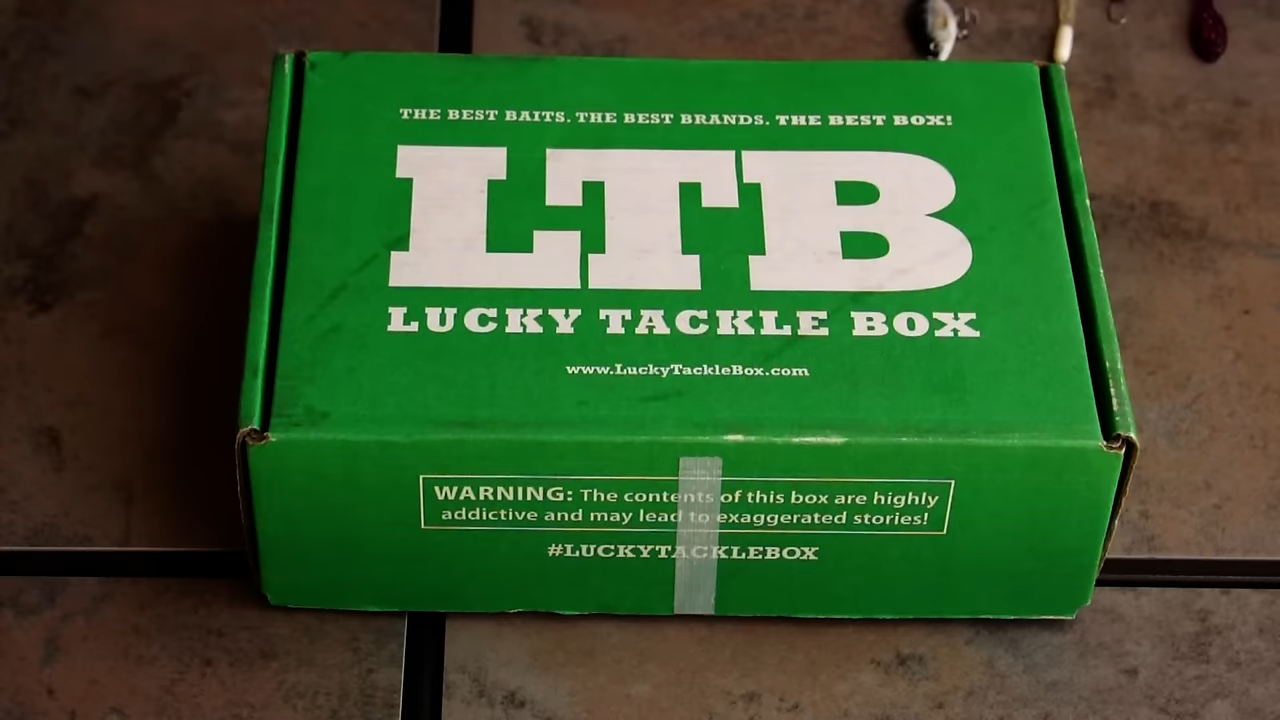 THE BEST BAITS. THE BEST BRANDS. THE BEST BOX!
LTB
LUCKY TACKLE BOX
www.LuckyTackleBox.com
WARNING: The contents of this box are highly
addictive and may lead to exaggerated stories!
#LUCKYTACKLEBOX